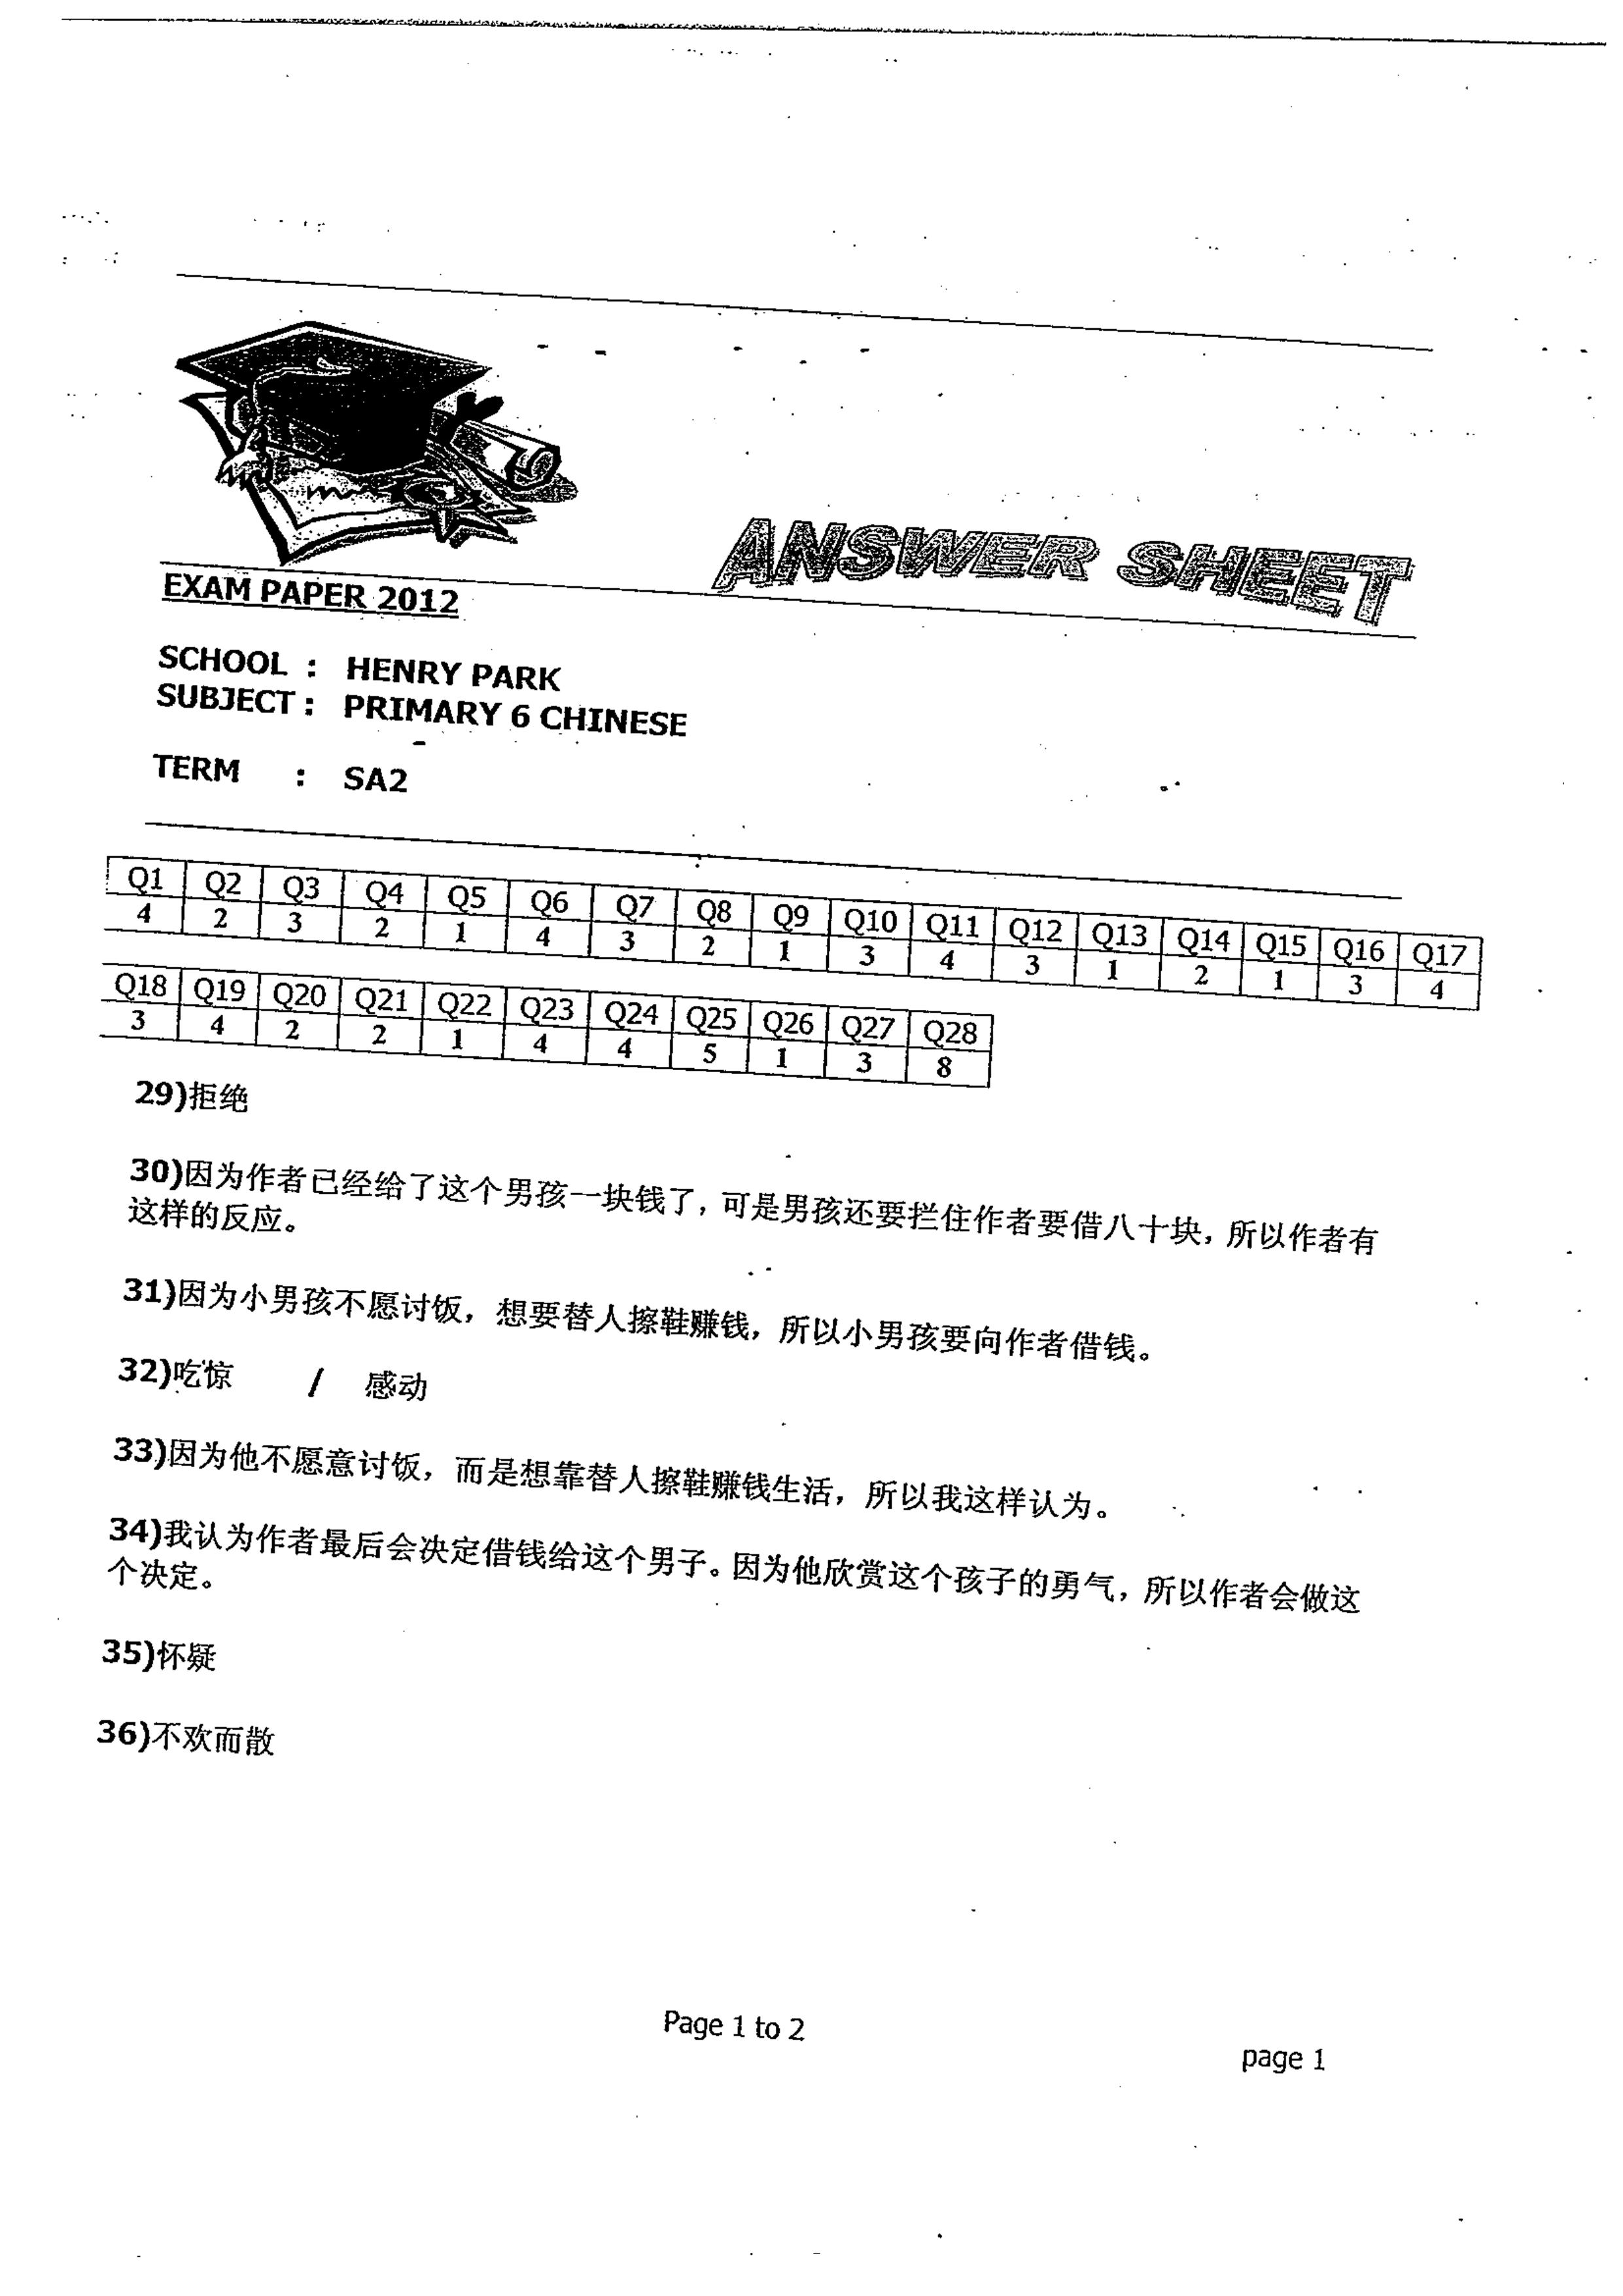 ANSWER SHEET
EXAM PAPER 2012
SCHOOL : HENRY PARK
SUBJECT : PRIMARY 6 CHINESE
TERM : SA2
Q1 Q2 Q3 Q4 Q5 Q6 Q7 Q8 Q9 Q10 Q11 Q12 Q13 Q14 Q15 Q16 Q17
4 2 3 2 1 4 3 2 1 3 4 3 1 2 1 3 4
Q18 Q19 Q20 Q21 Q22 Q23 Q24 Q25 Q26 Q27 Q28
3 4 2 2 1 4 4 5 1 3 8
29)拒绝
30)因为作者已经给了这个男孩一块钱了，可是男孩还要拦住作者要借八十块，所以作者有
这样的反应。
31)因为小男孩不愿讨饭，想要替人擦鞋赚钱，所以小男孩要向作者借钱。
32)吃惊 / 感动
33)因为他不愿意讨饭，而是想靠替人擦鞋赚钱生活，所以我这样认为。
34)我认为作者最后会决定借钱给这个男子。因为他欣赏这个孩子的勇气，所以作者会做这
个决定。
35)怀疑
36)不欢而散
Page 1 to 2
page 1